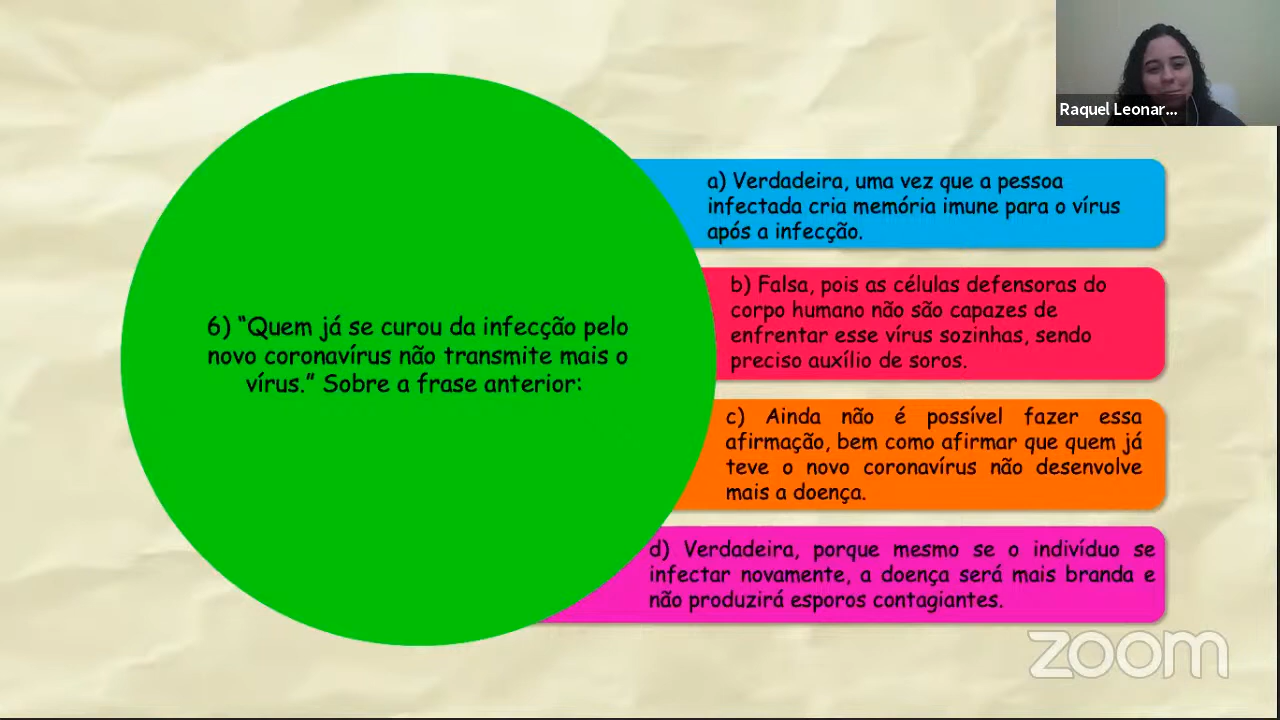 Raquel Leonar...
6) “Quem já se curou da infecção pelo
novo coronavírus não transmite mais o
vírus.” Sobre a frase anterior:
a) Verdadeira, uma vez que a pessoa
infectada cria memória imune para o vírus
após a infecção.
b) Falsa, pois as células defensoras do
corpo humano não são capazes de
enfrentar esse vírus sozinhas, sendo
preciso auxílio de soros.
c) Ainda não é possível fazer essa
afirmação, bem como afirmar que quem já
teve o novo coronavírus não desenvolve
mais a doença.
d) Verdadeira, porque mesmo se o indivíduo se
infectar novamente, a doença será mais branda e
não produzirá esporos contagiantes.
zoom